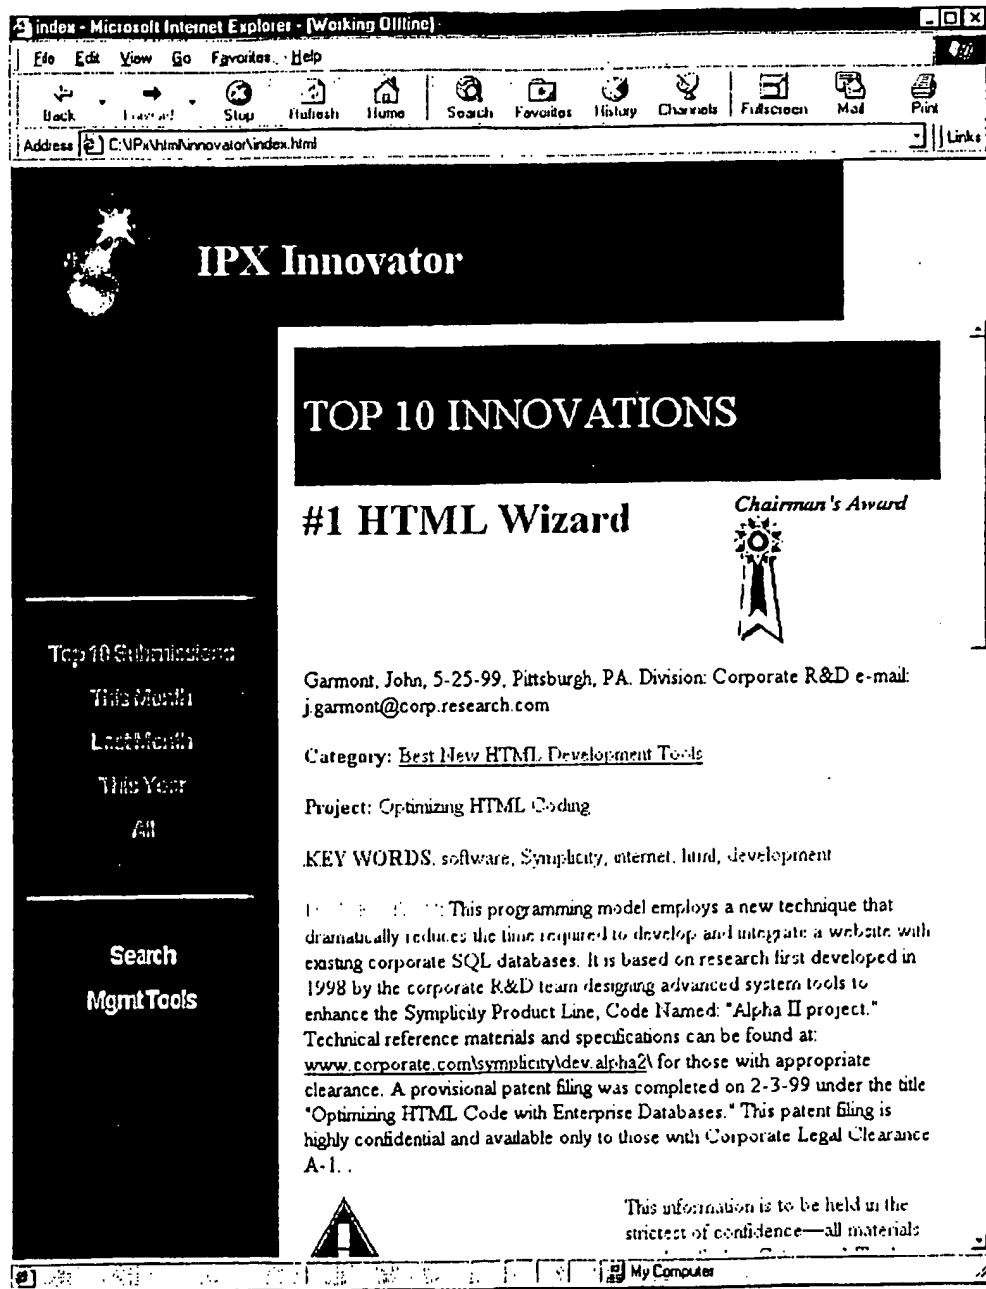 index - Microsoft Internet Explorer - [Working Offline]
File Edit View Go Favorites Help
Back Forward Stop Refresh Home Search Favorites History Channels Fullscreen Mail Print
Address C:\IPx\html\innovator\index.html Links
IPX Innovator
TOP 10 INNOVATIONS
#1 HTML Wizard
Chairman's Award
Top 10 Submissions
This Month
Last Month
This Year
All
Search
Mgmt Tools
Garmont, John, 5-25-99, Pittsburgh, PA. Division: Corporate R&D e-mail:
j.garmont@corp.research.com
Category: Best New HTML Development Tools
Project: Optimizing HTML Coding
KEY WORDS, software, Symplicity, internet, html, development
This programming model employs a new technique that
dramatically reduces the time required to develop and integrate a website with
existing corporate SQL databases. It is based on research first developed in
1998 by the corporate R&D team designing advanced system tools to
enhance the Symplicity Product Line, Code Named: "Alpha II project."
Technical reference materials and specifications can be found at:
www.corporate.com\symplicity\dev.alpha2\ for those with appropriate
clearance. A provisional patent filing was completed on 2-3-99 under the title
"Optimizing HTML Code with Enterprise Databases." This patent filing is
highly confidential and available only to those with Corporate Legal Clearance
A-1. .
This information is to be held in the
strictest of confidence—all materials
My Computer